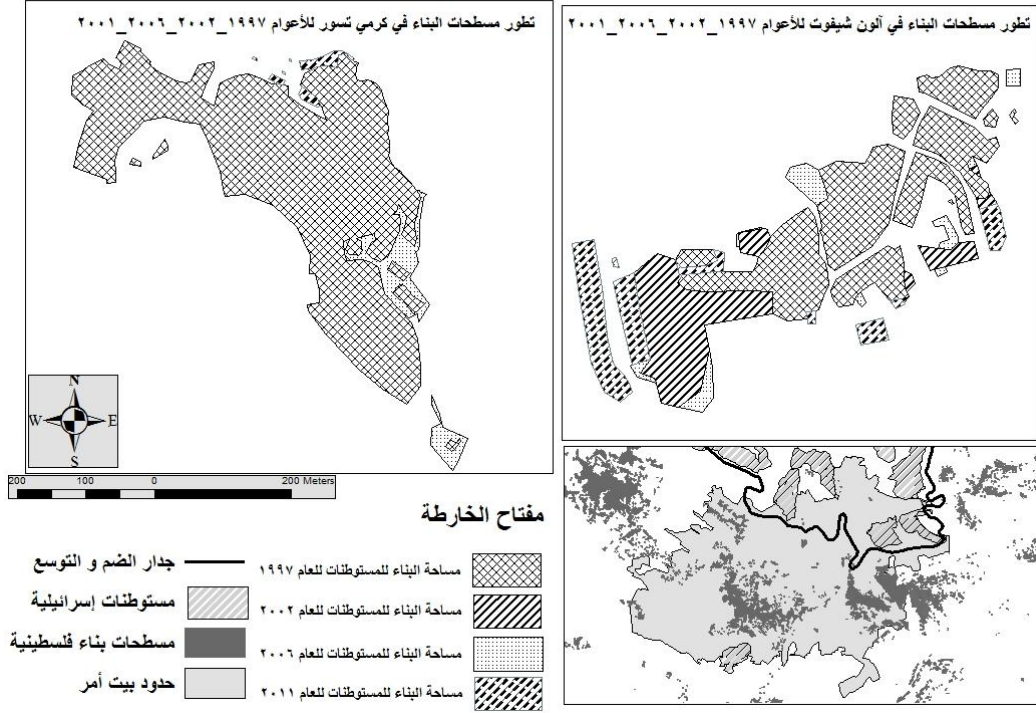 تطور مسطحات البناء في كرمي تسور للأعوام ١٩٩٧_٢٠٠٢_٢٠٠٦_٢٠٠١
تطور مسطحات البناء في آلون شيفوت للأعوام ١٩٩٧_٢٠٠٢_٢٠٠٦_٢٠٠١
N
W E
S
200 100 0 200 Meters
مفتاح الخارطة
مساحة البناء للمستوطنات للعام ١٩٩٧
مساحة البناء للمستوطنات للعام ٢٠٠٢
مساحة البناء للمستوطنات للعام ٢٠٠٦
مساحة البناء للمستوطنات للعام ٢٠١١
جدار الضم و التوسع
مستوطنات إسرائيلية
مسطحات بناء فلسطينية
حدود بيت أمر